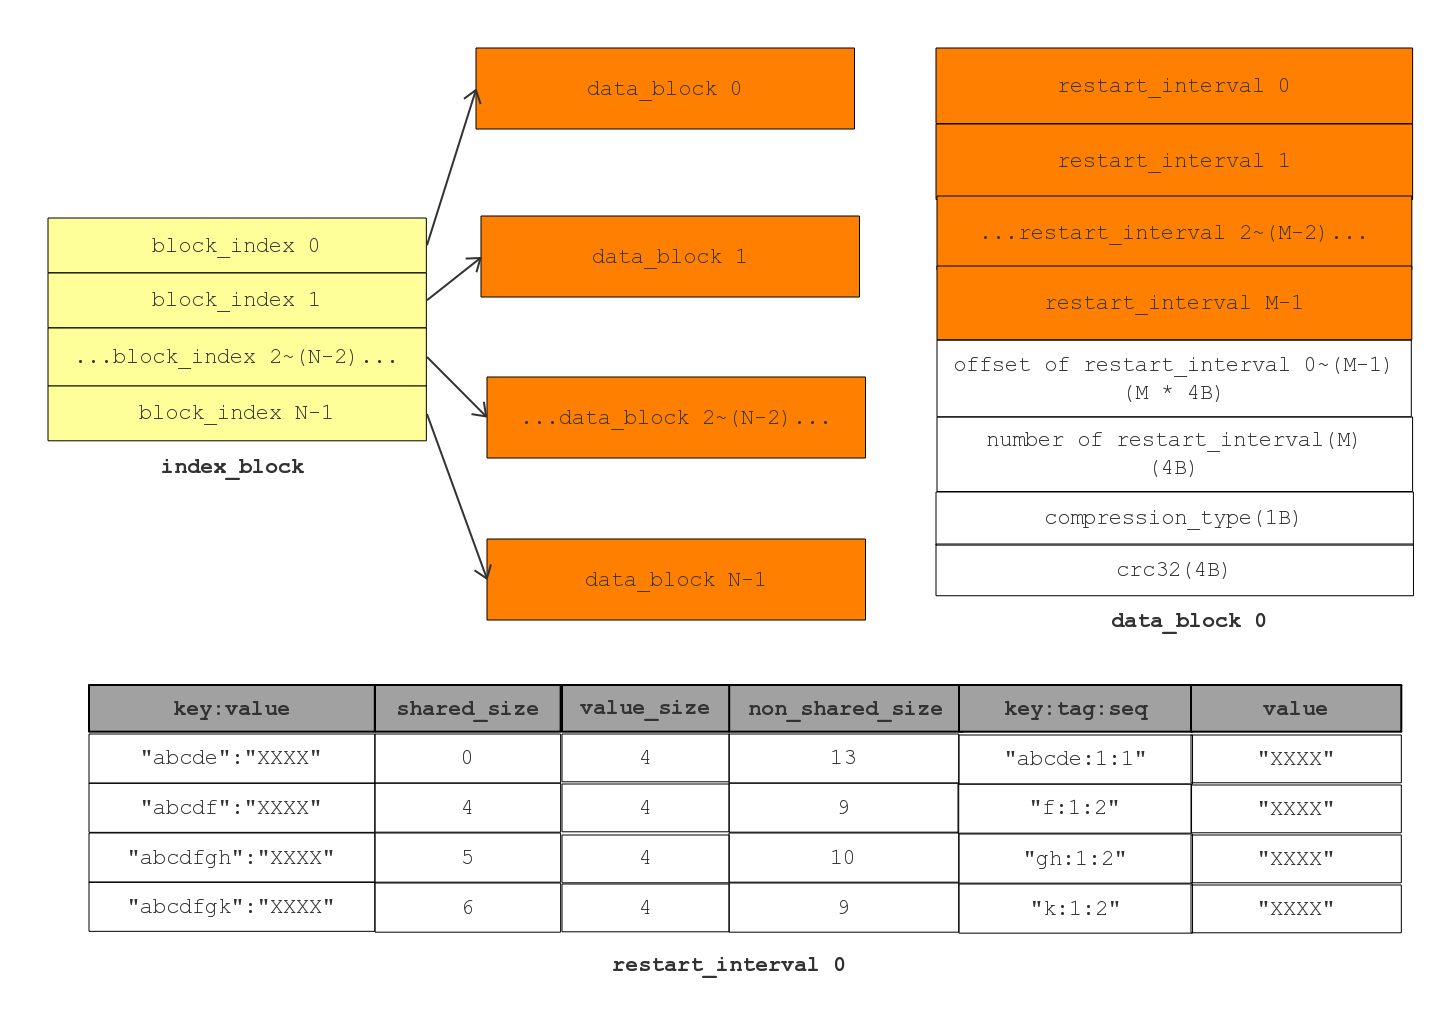 data_block 0
data_block 1
...data_block 2~(N-2)...
data_block N-1
block_index 0
block_index 1
...block_index 2~(N-2)...
block_index N-1
index_block
restart_interval 0
restart_interval 1
...restart_interval 2~(M-2)...
restart_interval M-1
offset of restart_interval 0~(M-1)
(M * 4B)
number of restart_interval(M)
(4B)
compression_type(1B)
crc32(4B)
data_block 0
key:value shared_size value_size non_shared_size key:tag:seq value
"abcde":"XXXX" 0 4 13 "abcde:1:1" "XXXX"
"abcdf":"XXXX" 4 4 9 "f:1:2" "XXXX"
"abcdfgh":"XXXX" 5 4 10 "gh:1:2" "XXXX"
"abcdfgk":"XXXX" 6 4 9 "k:1:2" "XXXX"
restart_interval 0